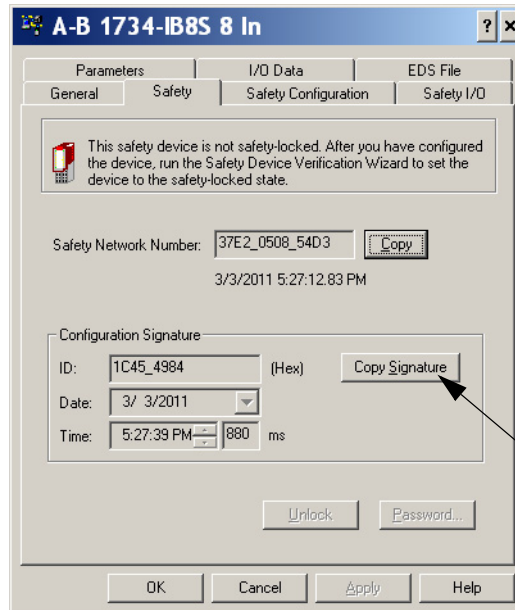 A-B 1734-IB8S 8 In ? ×
Parameters I/O Data EDS File
General Safety Safety Configuration Safety I/O
This safety device is not safety-locked. After you have configured
the device, run the Safety Device Verification Wizard to set the
device to the safety-locked state.
Safety Network Number: 37E2_0508_54D3 Copy
3/3/2011 5:27:12.83 PM
Configuration Signature
ID: 1C45_4984 (Hex) Copy Signature
Date: 3/ 3/2011
Time: 5:27:39 PM 880 ms
Unlock Password...
OK Cancel Apply Help